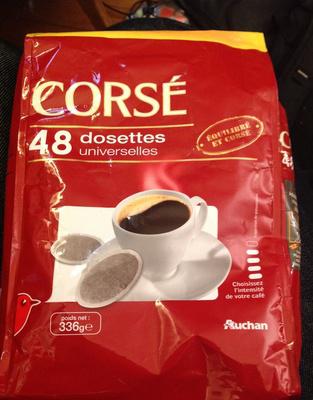 CORSÉ
48 dosettes
universelles
ÉQUILIBRÉ
ET CORSÉ
Choisissez
l'intensité
de votre café
poids net :
336g℮
Auchan